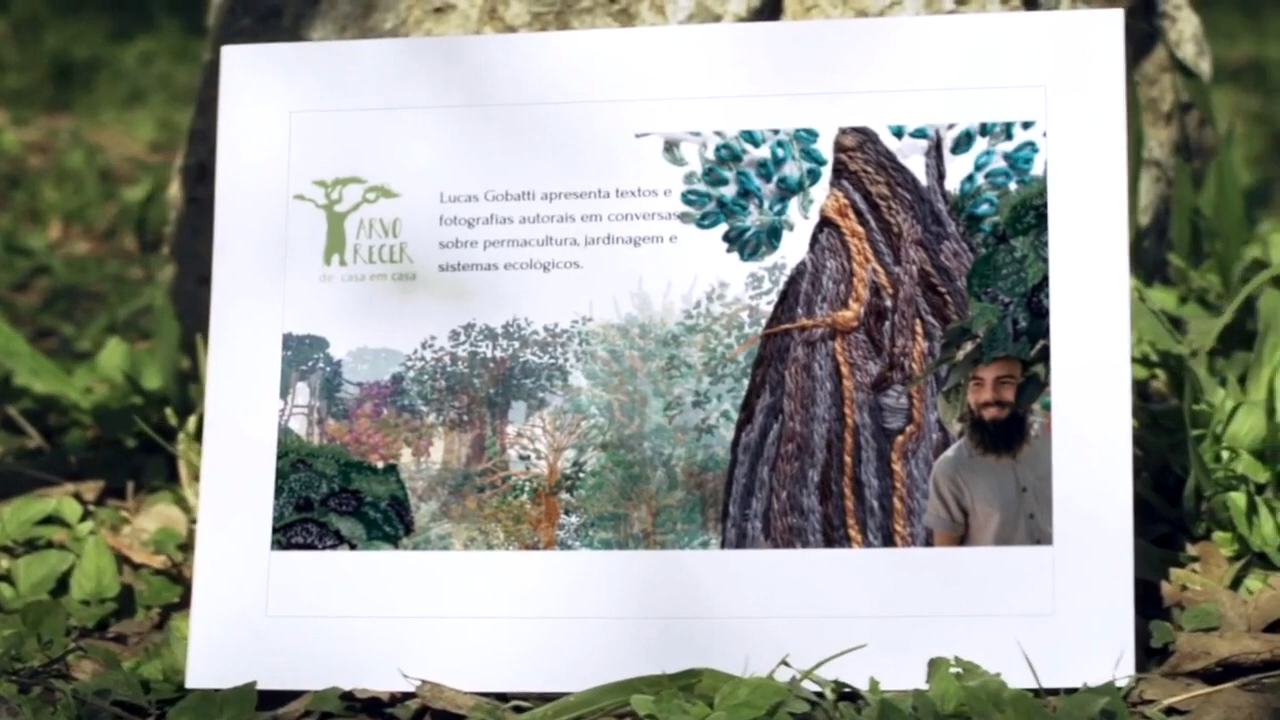 ARVO
RECER
de casa em casa
Lucas Gobatti apresenta textos e
fotografias autorais em conversas
sobre permacultura, jardinagem e
sistemas ecológicos.